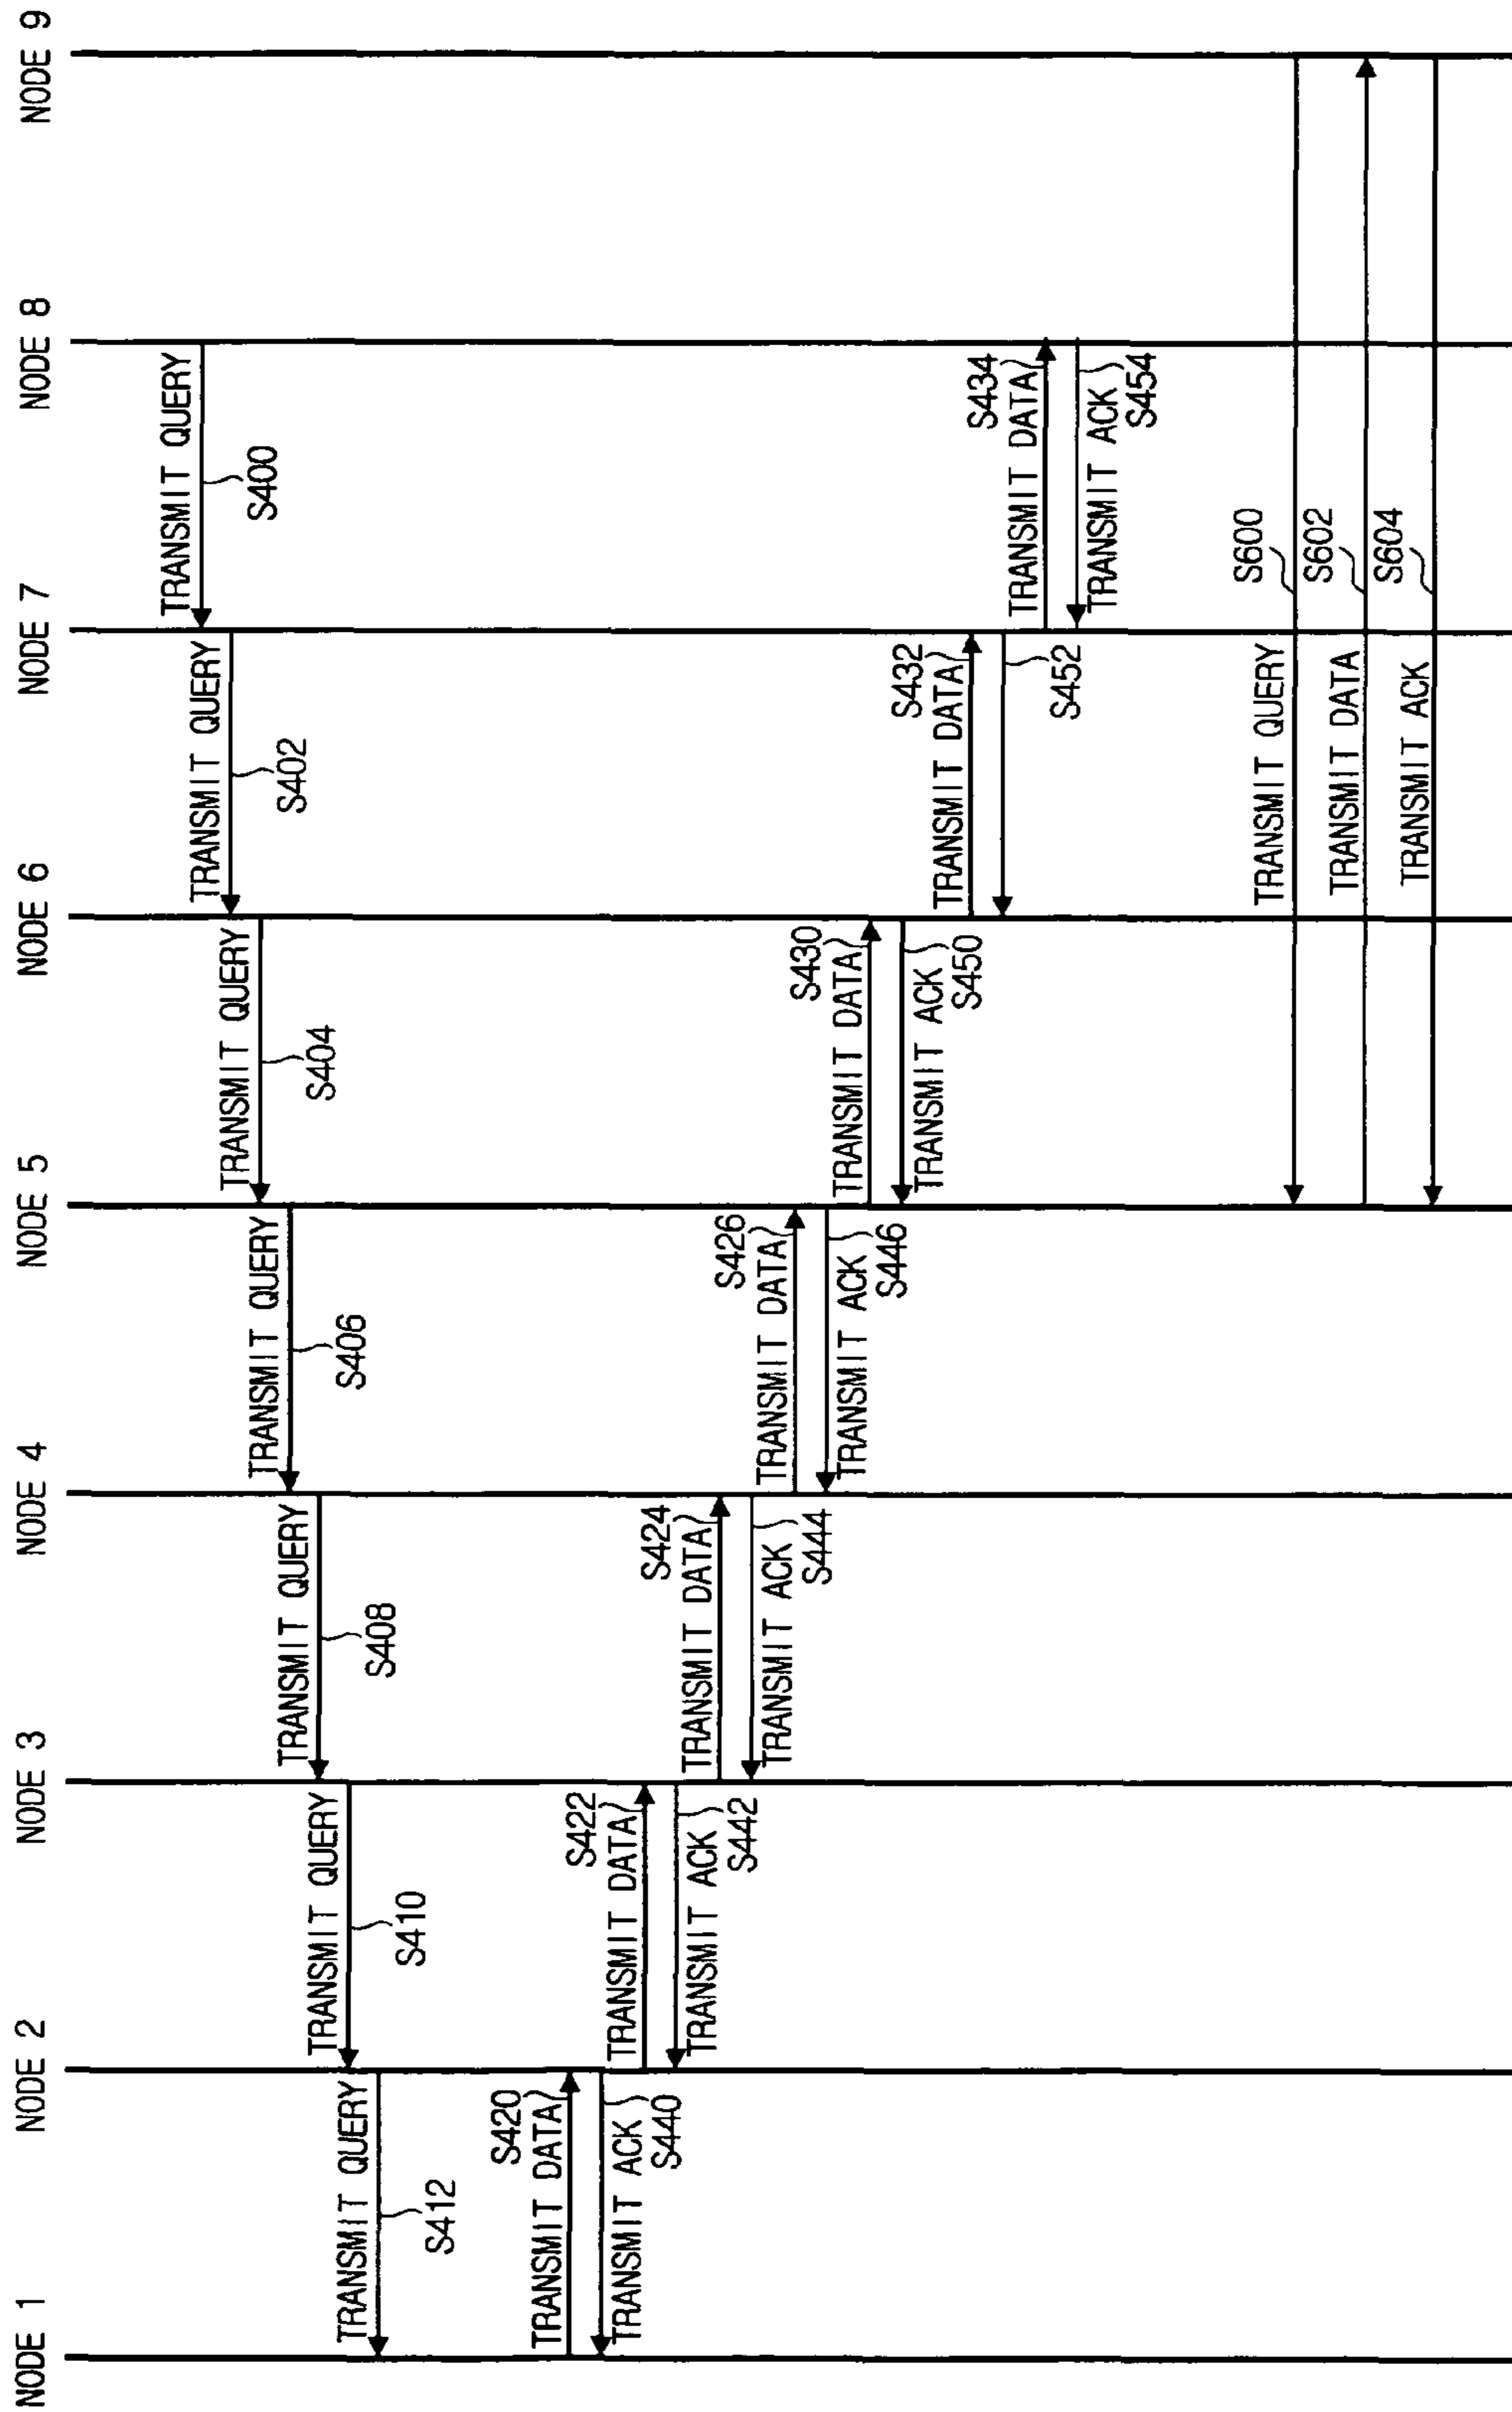 NODE 1
NODE 2
NODE 3
NODE 4
NODE 5
NODE 6
NODE 7
NODE 8
NODE 9
TRANSMIT QUERY
S400
TRANSMIT QUERY
S402
TRANSMIT QUERY
S404
TRANSMIT QUERY
S406
TRANSMIT QUERY
S408
TRANSMIT QUERY
S410
TRANSMIT QUERY
S412
S420
TRANSMIT DATA
TRANSMIT ACK
S440
S422
TRANSMIT DATA
TRANSMIT ACK
S442
S424
TRANSMIT DATA
TRANSMIT ACK
S444
S426
TRANSMIT DATA
TRANSMIT ACK
S446
S430
TRANSMIT DATA
TRANSMIT ACK
S450
S432
TRANSMIT DATA
S452
S434
TRANSMIT DATA
TRANSMIT ACK
S454
TRANSMIT QUERY
S600
TRANSMIT DATA
S602
TRANSMIT ACK
S604